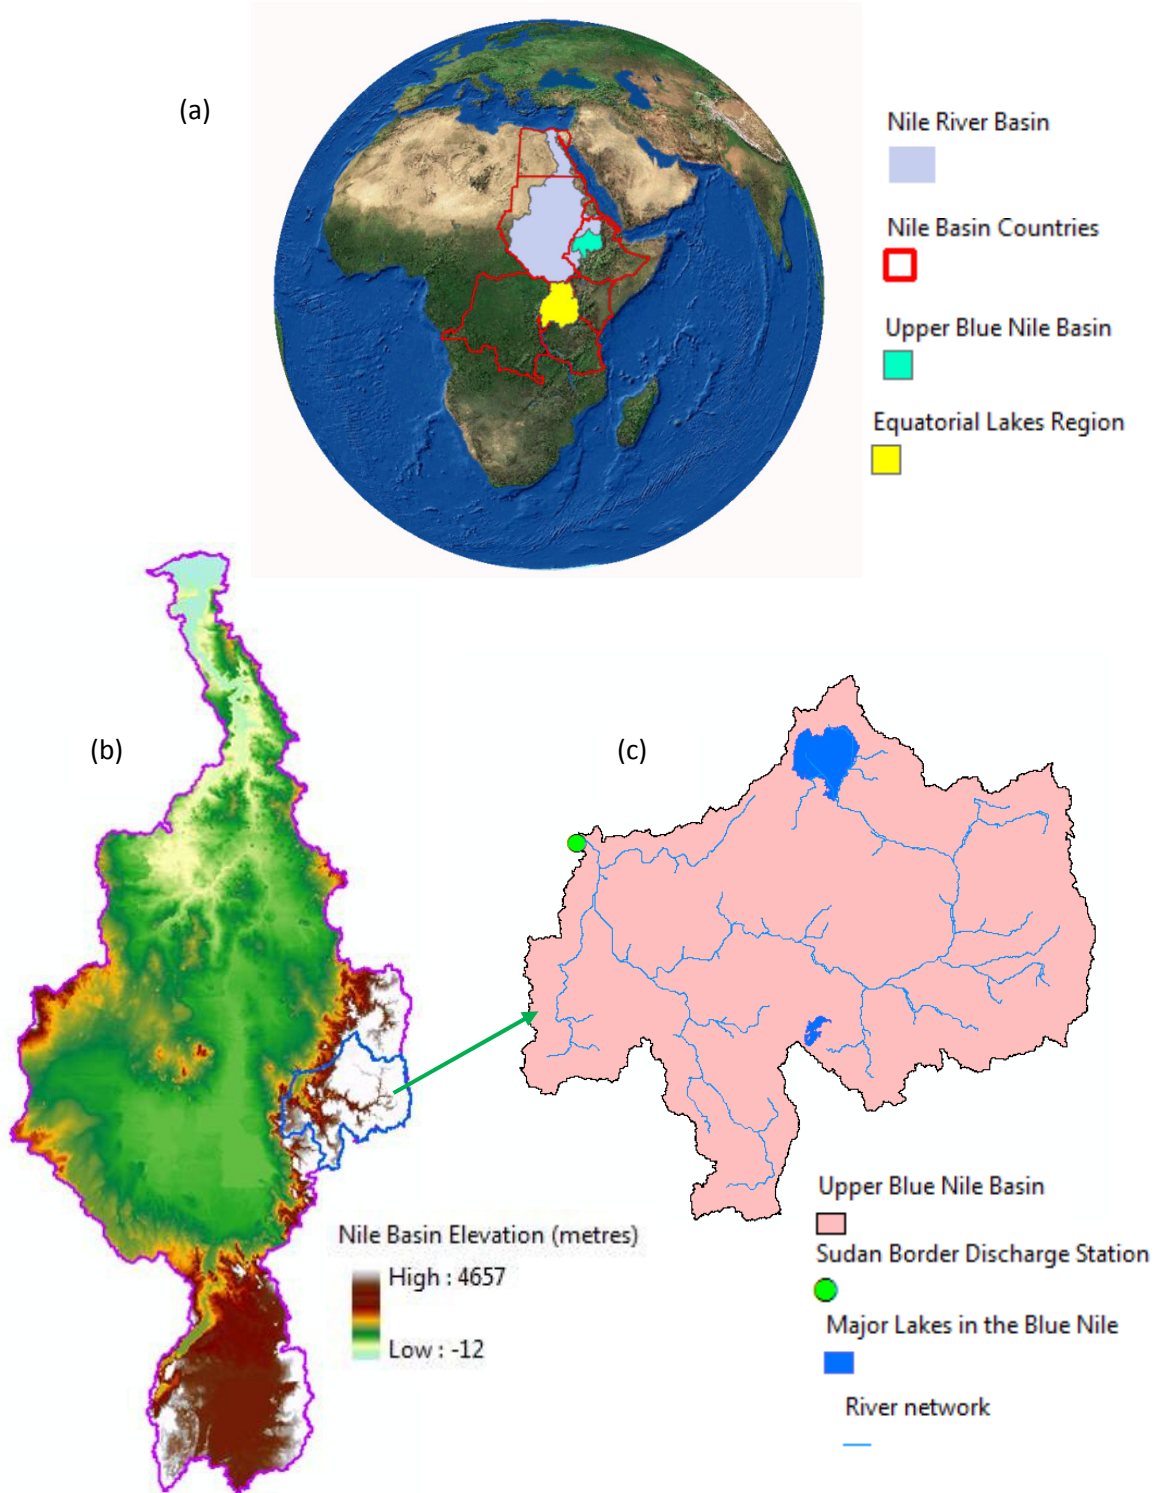 (a)
Nile River Basin
Nile Basin Countries
Upper Blue Nile Basin
Equatorial Lakes Region
(b)
(c)
Nile Basin Elevation (metres)
High : 4657
Low : -12
Upper Blue Nile Basin
Sudan Border Discharge Station
Major Lakes in the Blue Nile
River network